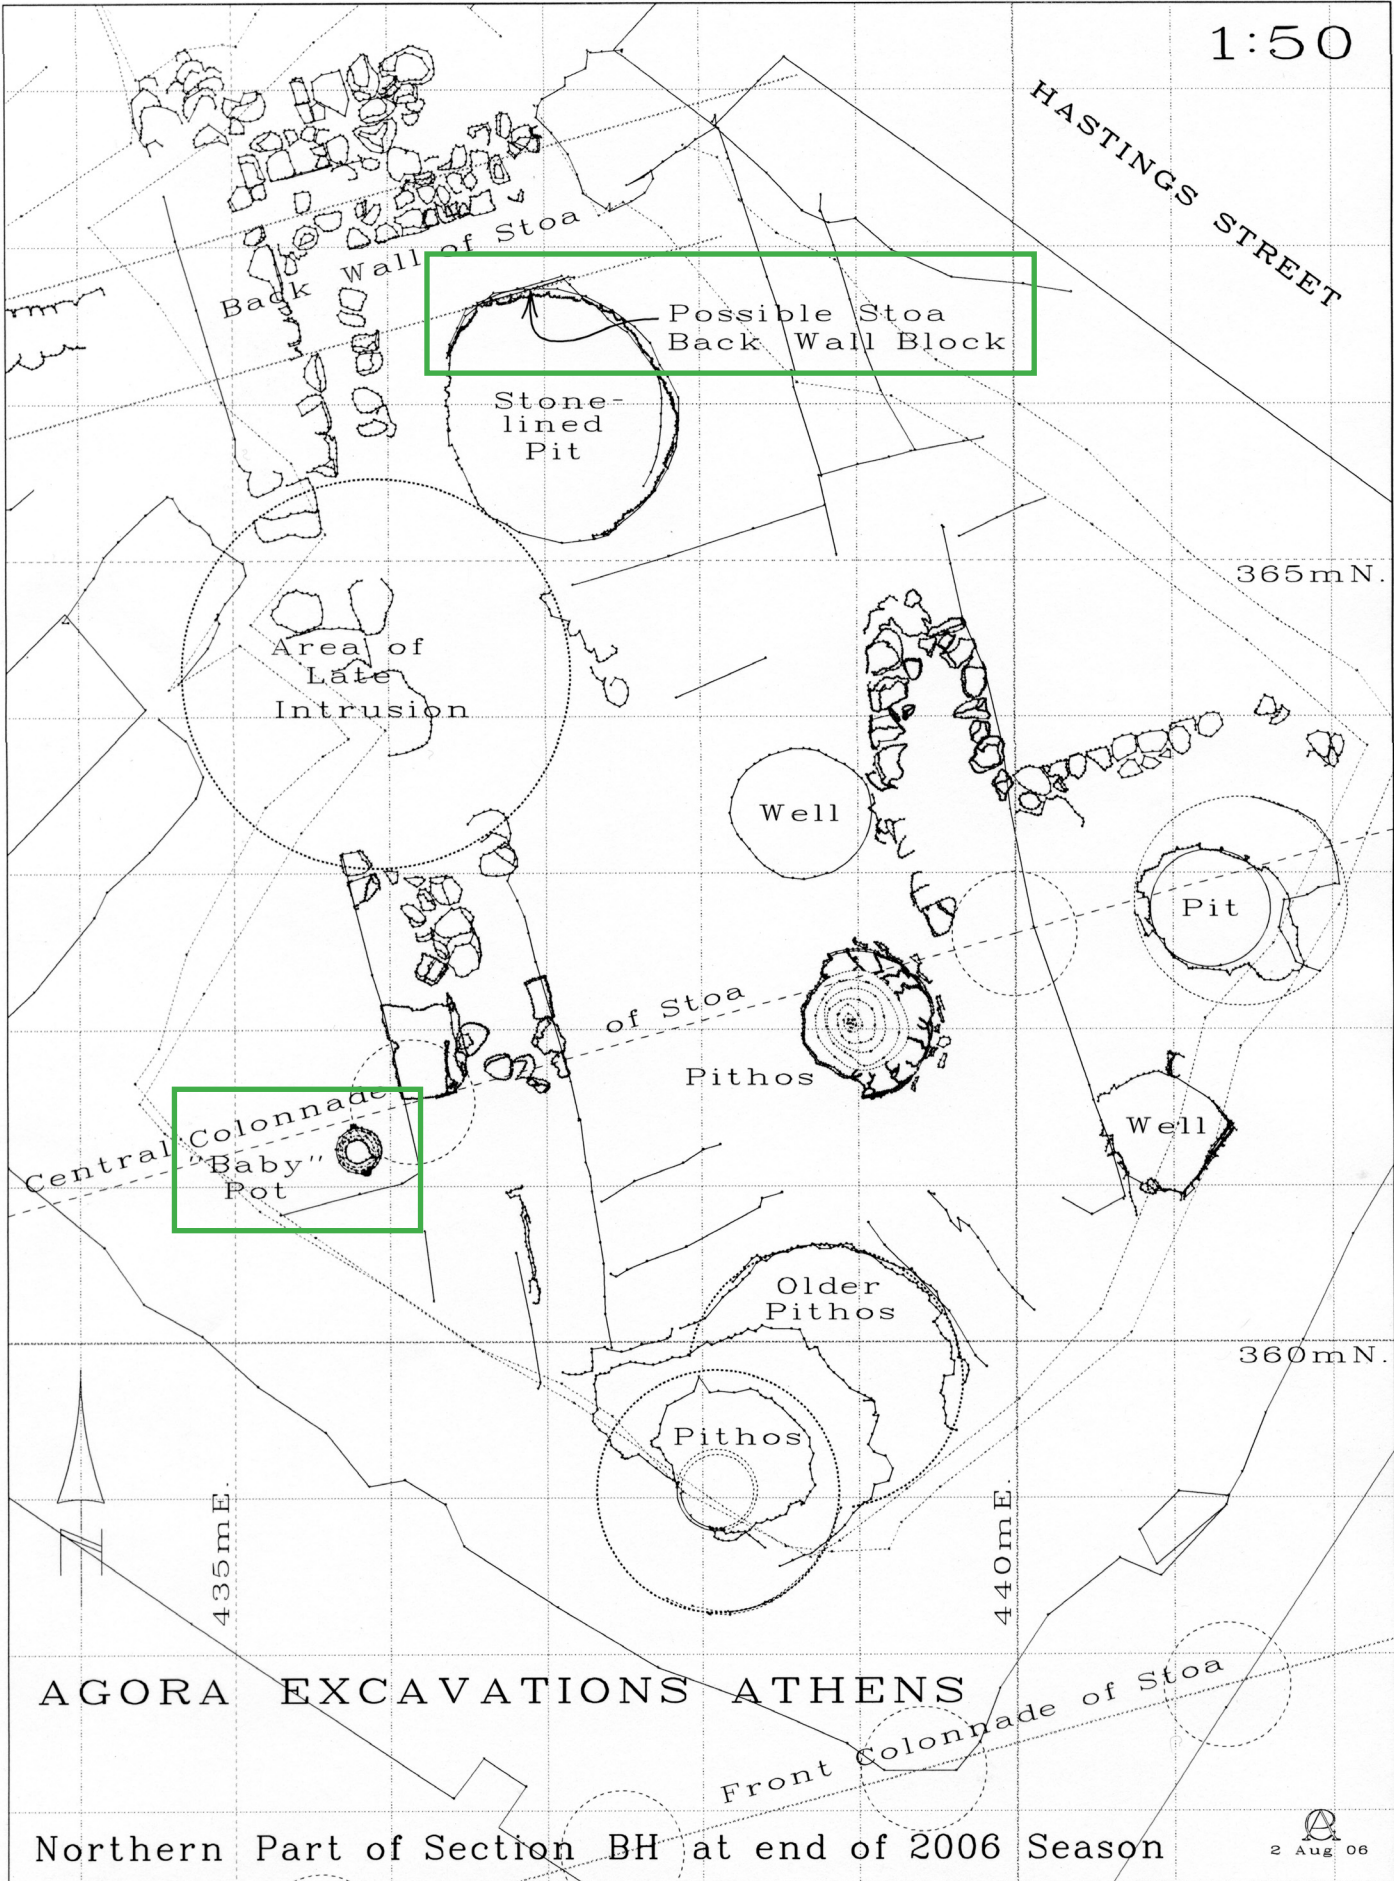 1:50
HASTINGS STREET
Back Wall of Stoa
Possible Stoa
Back Wall Block
Stone-
lined
Pit
365mN.
Area of
Late
Intrusion
Well
Pit
Central Colonnade of Stoa
Pithos
Well
"Baby"
Pot
Older
Pithos
360mN.
Pithos
435mE.
440mE.
N
AGORA EXCAVATIONS ATHENS
Front Colonnade of Stoa
Northern Part of Section BH at end of 2006 Season
2 Aug 06